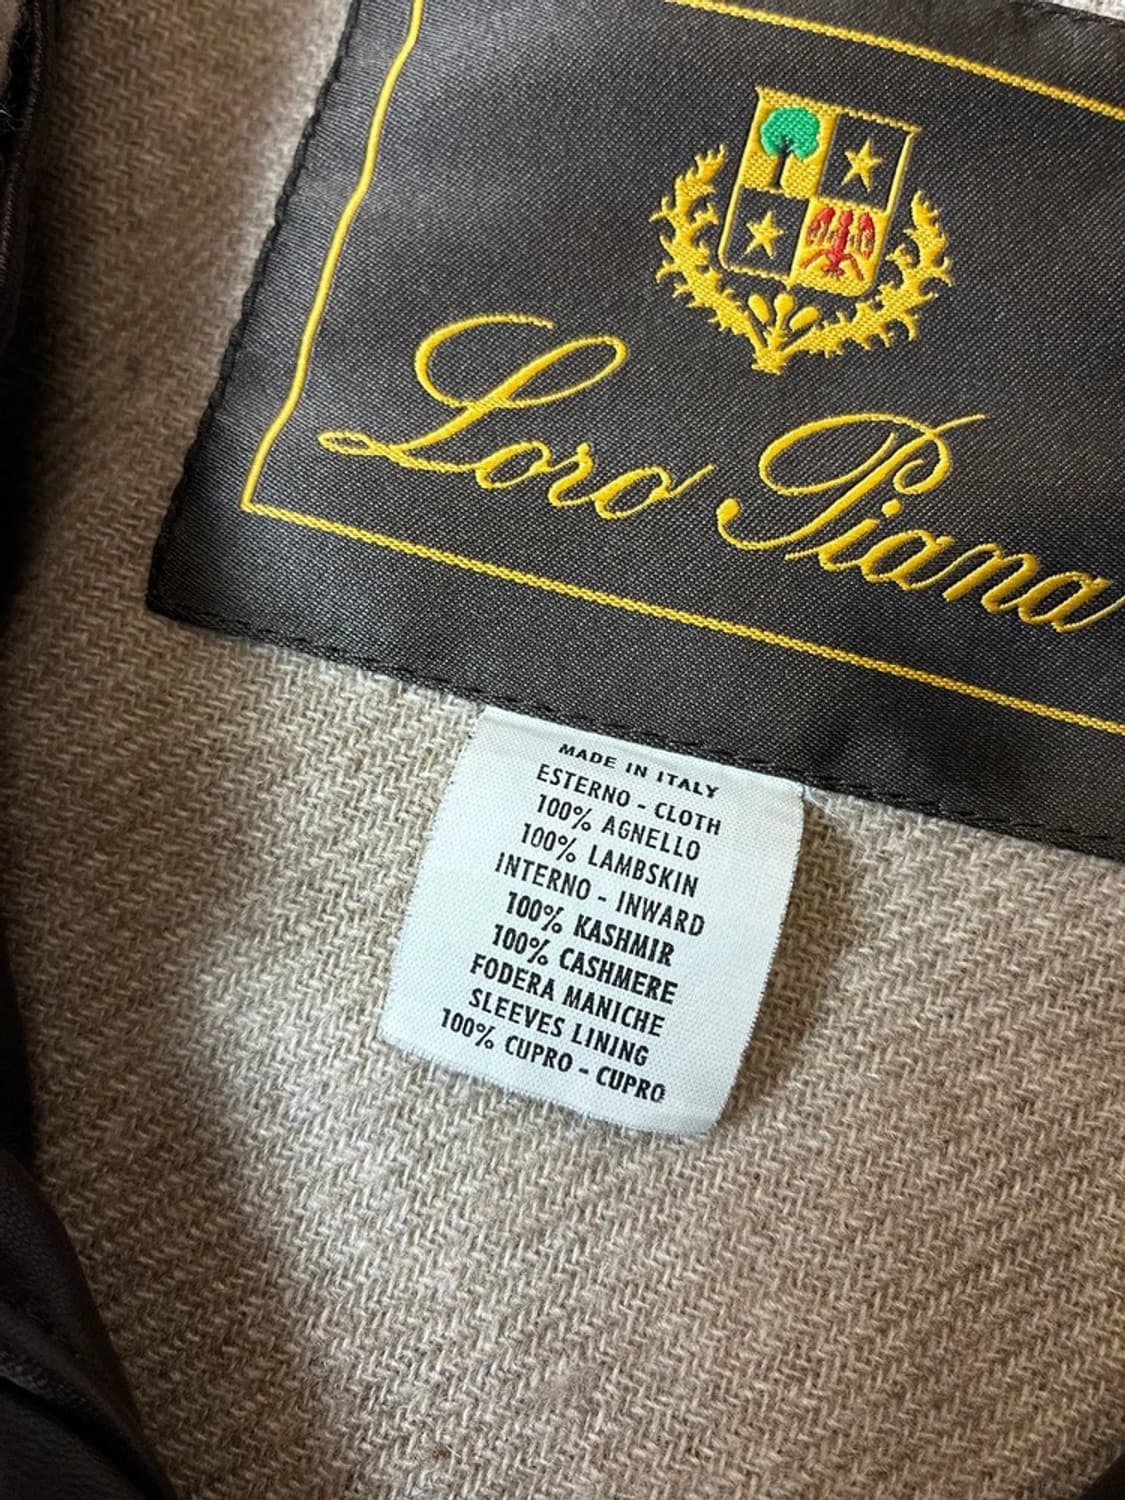 Loro Piana
MADE IN ITALY
ESTERNO - CLOTH
100% AGNELLO
100% LAMBSKIN
INTERNO - INWARD
100% KASHMIR
100% CASHMERE
FODERA MANICHE
SLEEVES LINING
100% CUPRO - CUPRO